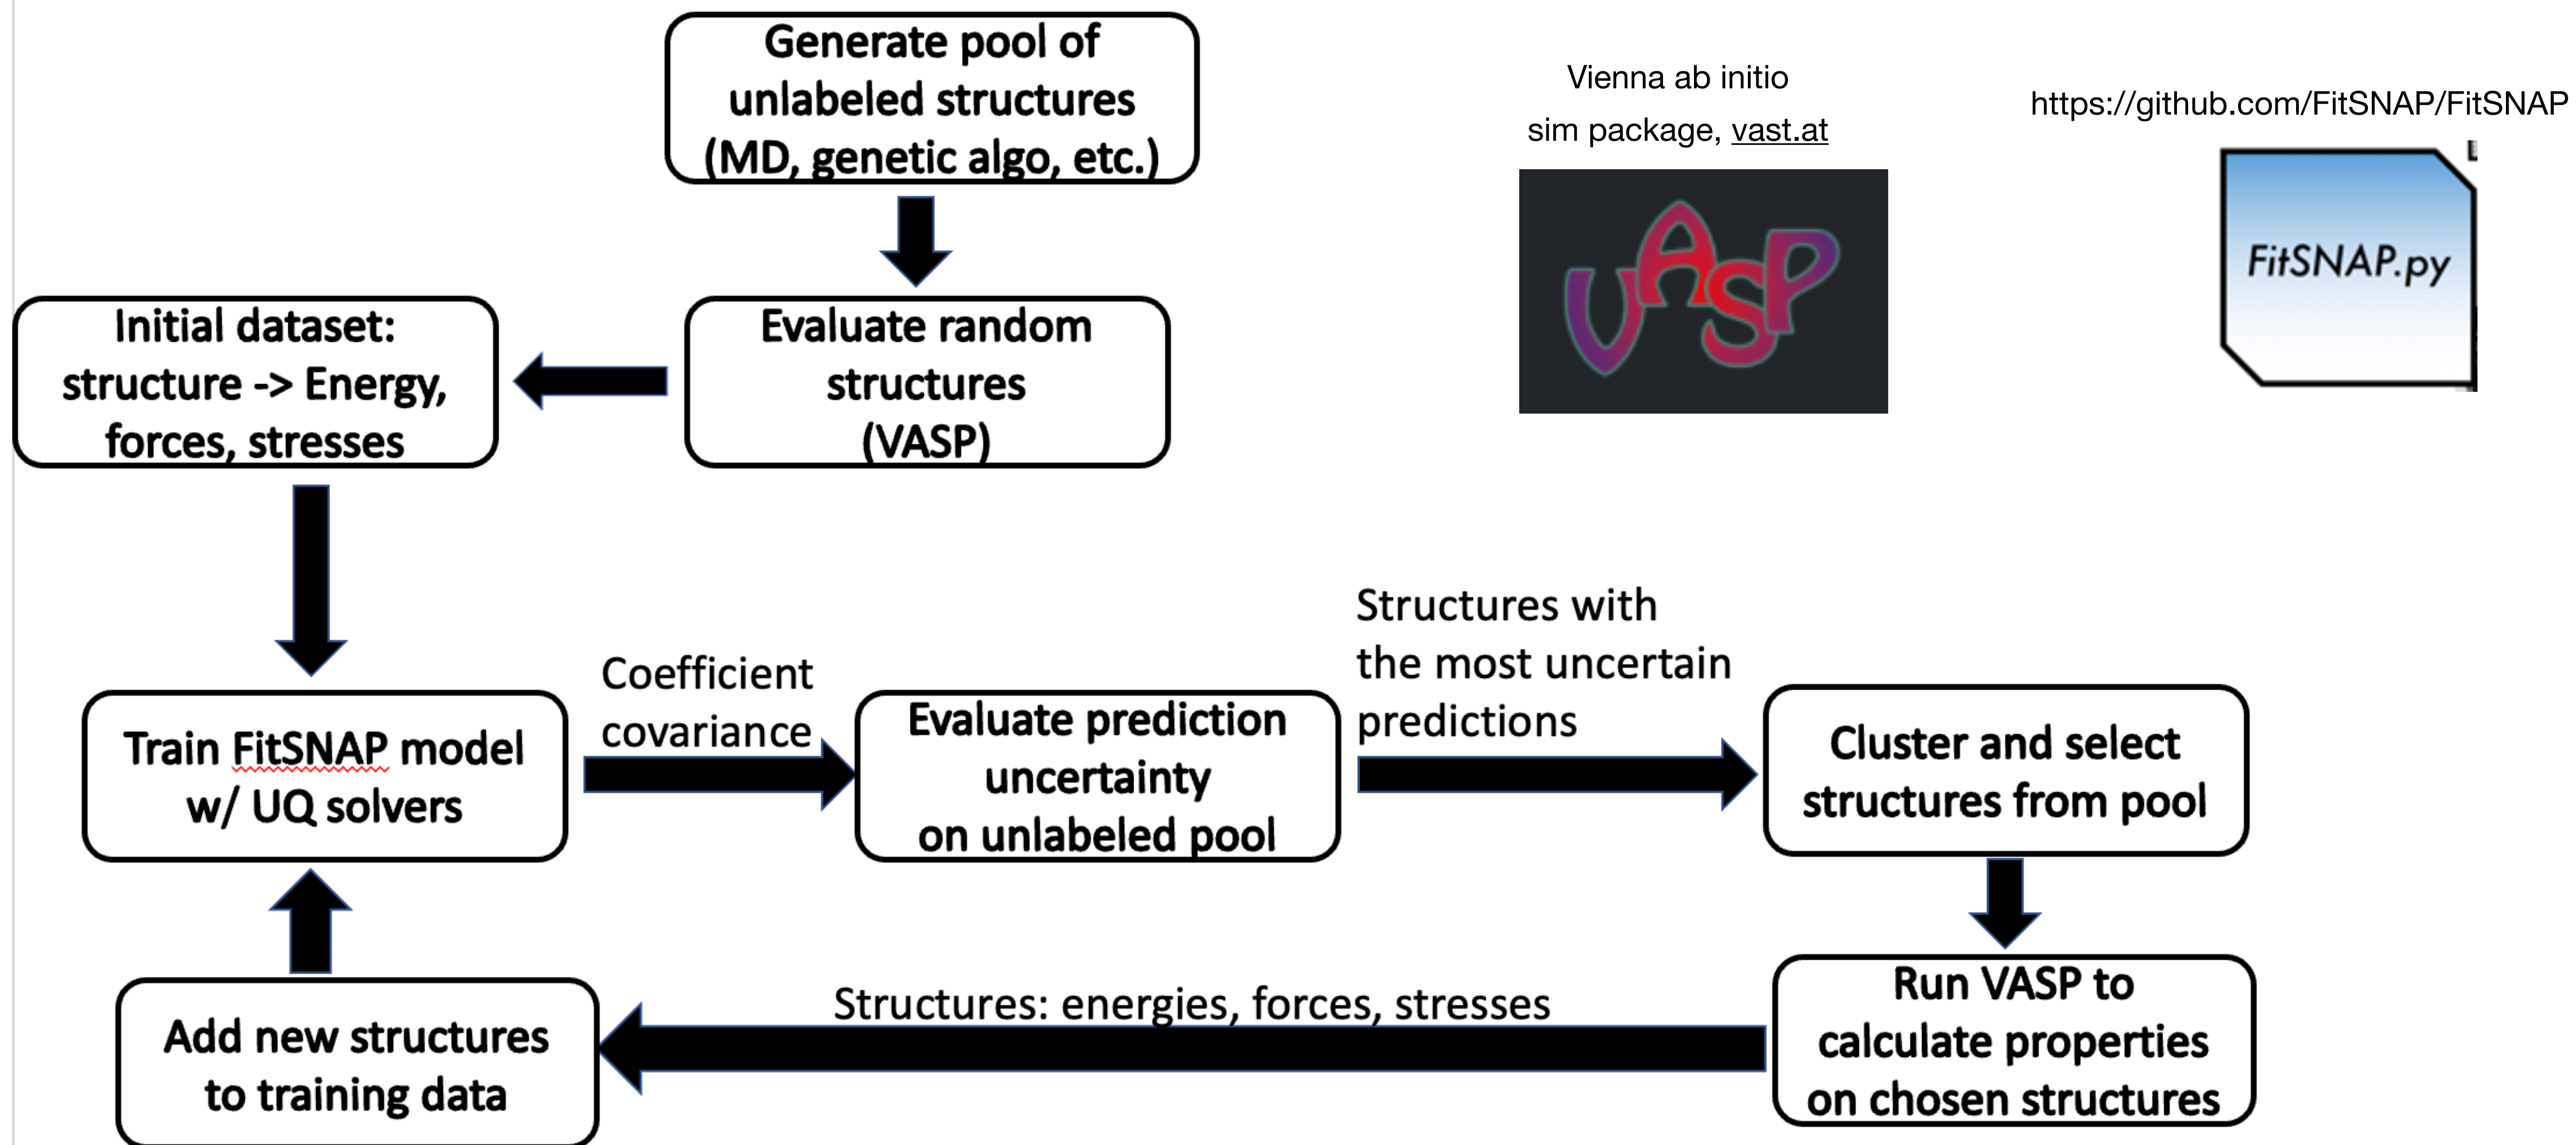 Generate pool of
unlabeled structures
(MD, genetic algo, etc.)
Vienna ab initio
sim package, vast.at
https://github.com/FitSNAP/FitSNAP
VASP
FitSNAP.py
Initial dataset:
structure -> Energy,
forces, stresses
Evaluate random
structures
(VASP)
Train FitSNAP model
w/ UQ solvers
Coefficient
covariance
Evaluate prediction
uncertainty
on unlabeled pool
Structures with
the most uncertain
predictions
Cluster and select
structures from pool
Add new structures
to training data
Structures: energies, forces, stresses
Run VASP to
calculate properties
on chosen structures